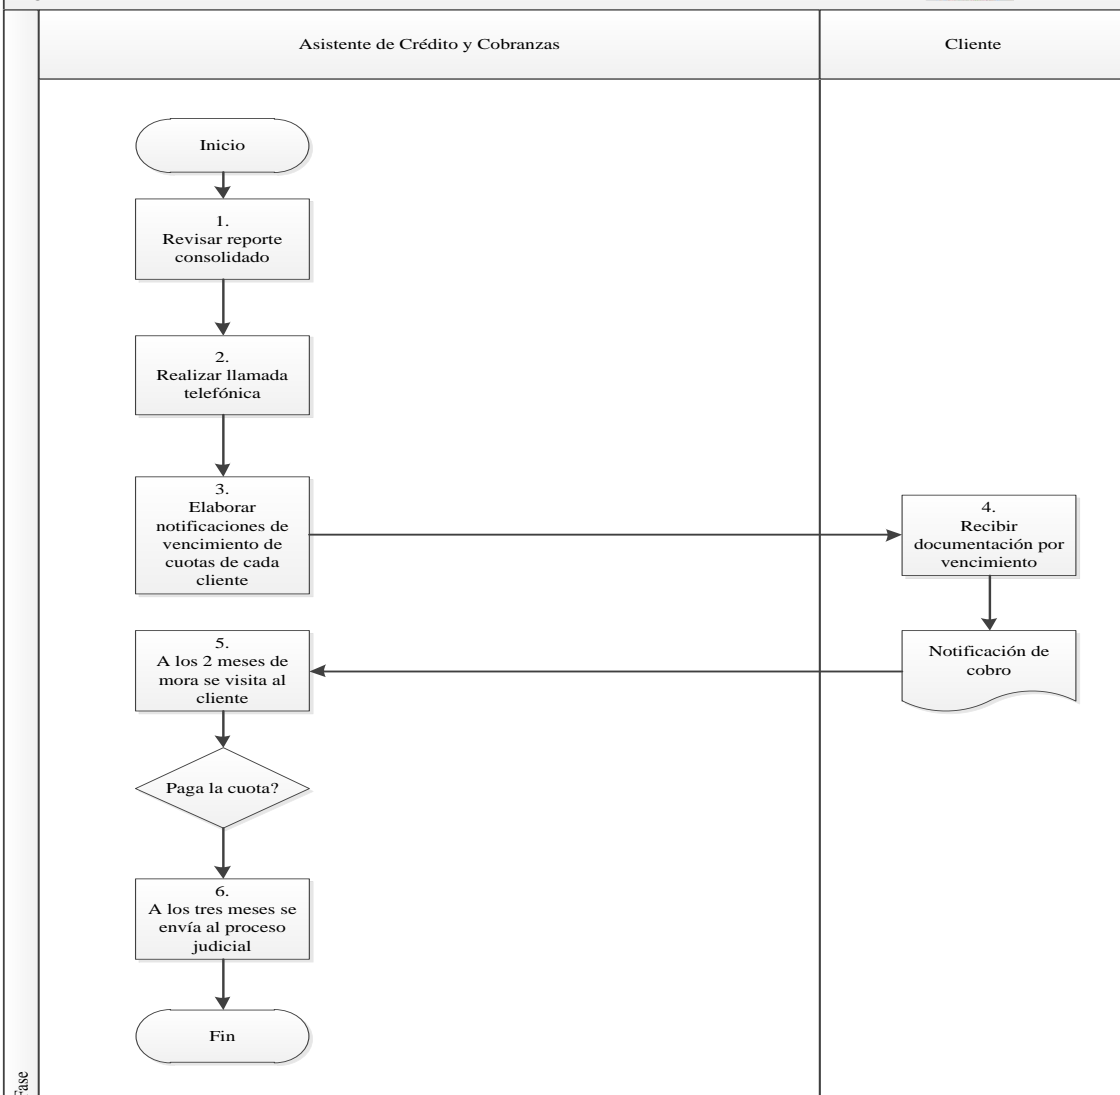 Asistente de Crédito y Cobranzas
Cliente
Inicio
1.
Revisar reporte
consolidado
2.
Realizar llamada
telefónica
3.
Elaborar
notificaciones de
vencimiento de
cuotas de cada
cliente
4.
Recibir
documentación por
vencimiento
Notificación de
cobro
5.
A los 2 meses de
mora se visita al
cliente
Paga la cuota?
6.
A los tres meses se
envía al proceso
judicial
Fin
Fase